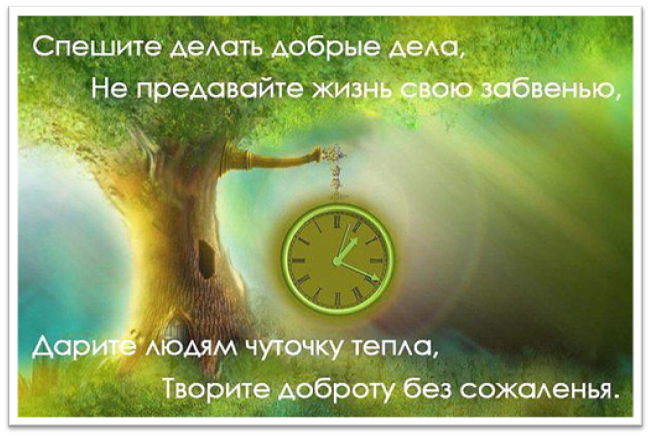 Спешите делать добрые дела,
Не предавайте жизнь свою забвенью,
Дарите людям чуточку тепла,
Творите доброту без сожаленья.